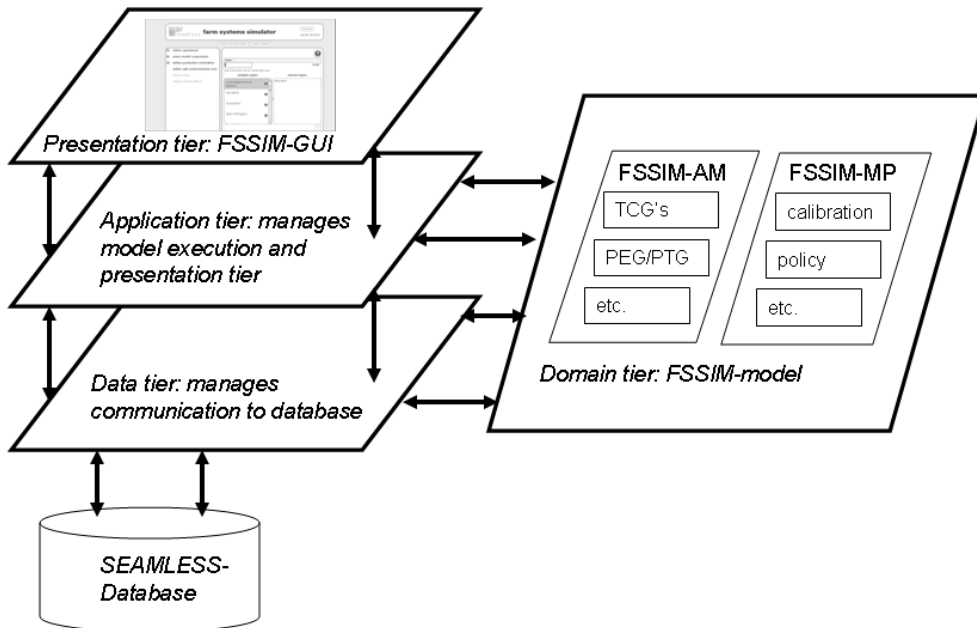 farm systems simulator
Presentation tier: FSSIM-GUI
Application tier: manages
model execution and
presentation tier
Data tier: manages
communication to database
SEAMLESS-
Database
FSSIM-AM
TCG's
PEG/PTG
etc.
FSSIM-MP
calibration
policy
etc.
Domain tier: FSSIM-model